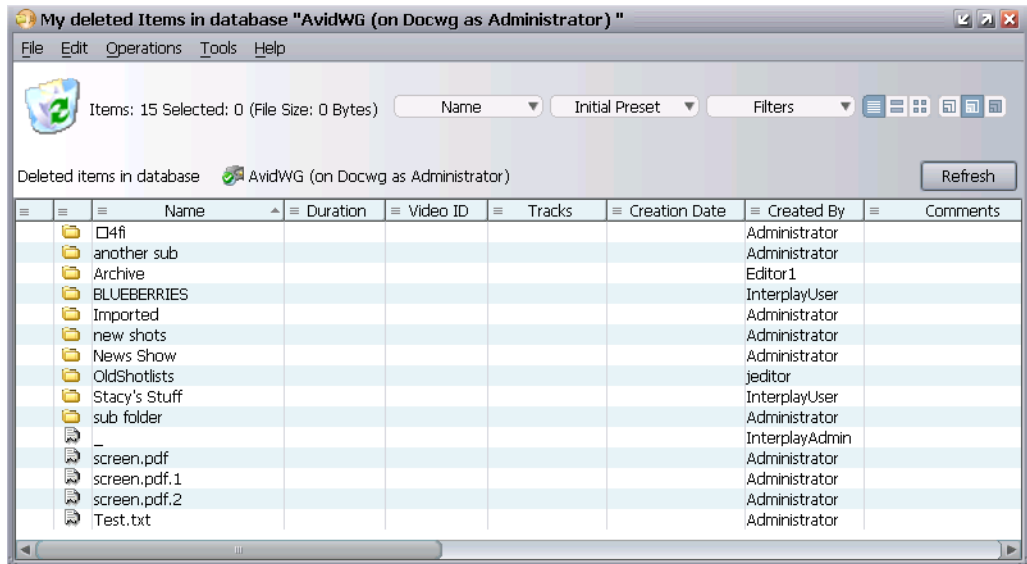 My deleted Items in database "AvidWG (on Docwg as Administrator) "
File Edit Operations Tools Help
Items: 15 Selected: 0 (File Size: 0 Bytes) Name Initial Preset Filters
Deleted items in database AvidWG (on Docwg as Administrator) Refresh
Name Duration Video ID Tracks Creation Date Created By Comments
□4fi Administrator
another sub Administrator
Archive Editor1
BLUEBERRIES InterplayUser
Imported Administrator
new shots Administrator
News Show Administrator
OldShotlists jeditor
Stacy's Stuff InterplayUser
sub folder Administrator
_ InterplayAdmin
screen.pdf Administrator
screen.pdf.1 Administrator
screen.pdf.2 Administrator
Test.txt Administrator